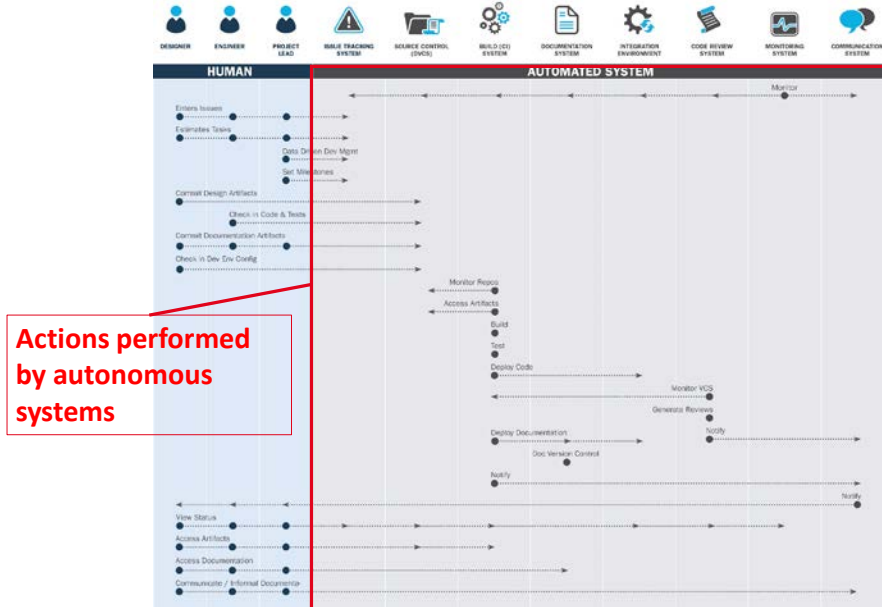 DESIGNER
ENGINEER
PROJECT
LEAD
ISSUE TRACKING
SYSTEM
SOURCE CONTROL
(DVCS)
BUILD (CI)
SYSTEM
DOCUMENTATION
SYSTEM
INTEGRATION
ENVIRONMENT
CODE REVIEW
SYSTEM
MONITORING
SYSTEM
COMMUNICATION
SYSTEM
HUMAN
AUTOMATED SYSTEM
Monitor
Enters Issues
Estimates Tasks
Data Driven Dev Mgmt
Set Milestones
Commit Design Artifacts
Check in Code & Tests
Commit Documentation Artifacts
Check in Dev Env Config
Monitor Repos
Access Artifacts
Build
Test
Deploy Code
Monitor VCS
Generate Reviews
Deploy Documentation
Notify
Doc Version Control
Notify
Notify
View Status
Access Artifacts
Access Documentation
Communicate / Informal Documenta
Actions performed
by autonomous
systems